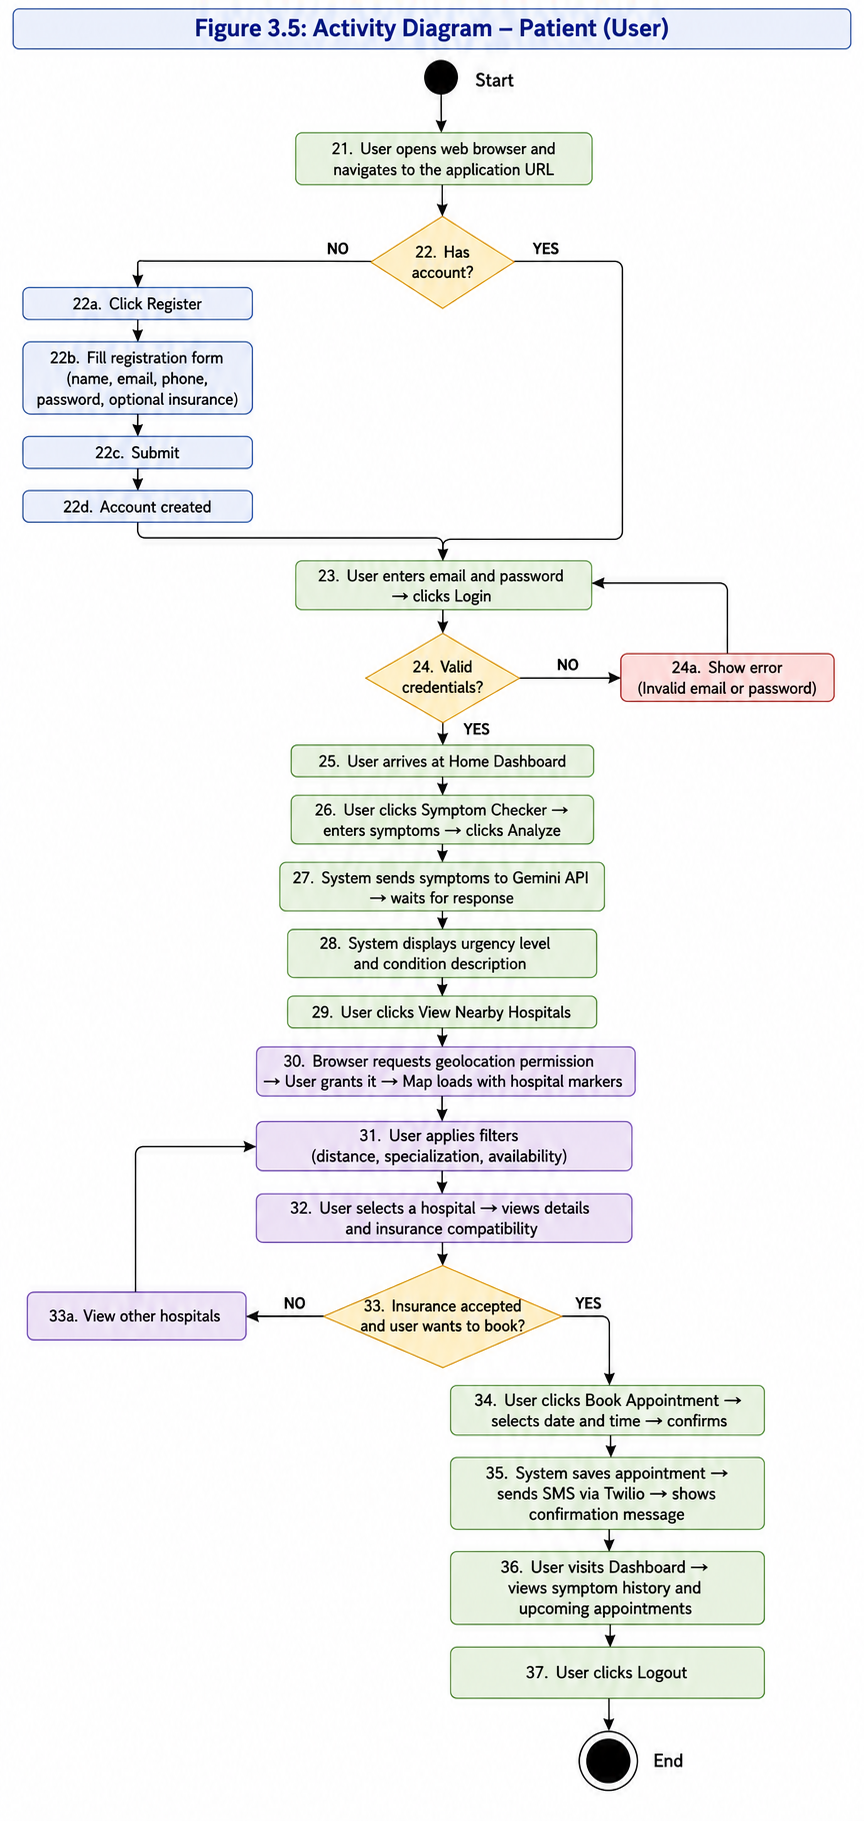 Figure 3.5: Activity Diagram – Patient (User)
Start
21. User opens web browser and
navigates to the application URL
22. Has
account?
NO
YES
22a. Click Register
22b. Fill registration form
(name, email, phone,
password, optional insurance)
22c. Submit
22d. Account created
23. User enters email and password
→ clicks Login
24. Valid
credentials?
NO
24a. Show error
(Invalid email or password)
YES
25. User arrives at Home Dashboard
26. User clicks Symptom Checker →
enters symptoms → clicks Analyze
27. System sends symptoms to Gemini API
→ waits for response
28. System displays urgency level
and condition description
29. User clicks View Nearby Hospitals
30. Browser requests geolocation permission
→ User grants it → Map loads with hospital markers
31. User applies filters
(distance, specialization, availability)
32. User selects a hospital → views details
and insurance compatibility
33. Insurance accepted
and user wants to book?
NO
YES
33a. View other hospitals
34. User clicks Book Appointment →
selects date and time → confirms
35. System saves appointment →
sends SMS via Twilio → shows
confirmation message
36. User visits Dashboard →
views symptom history and
upcoming appointments
37. User clicks Logout
End